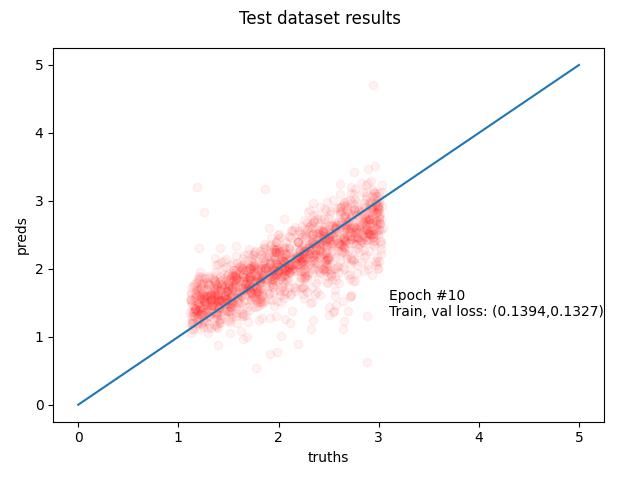 Test dataset results
5
4
3
2
1
0
preds
Epoch #10
Train, val loss: (0.1394,0.1327)
0
1
2
3
4
5
truths